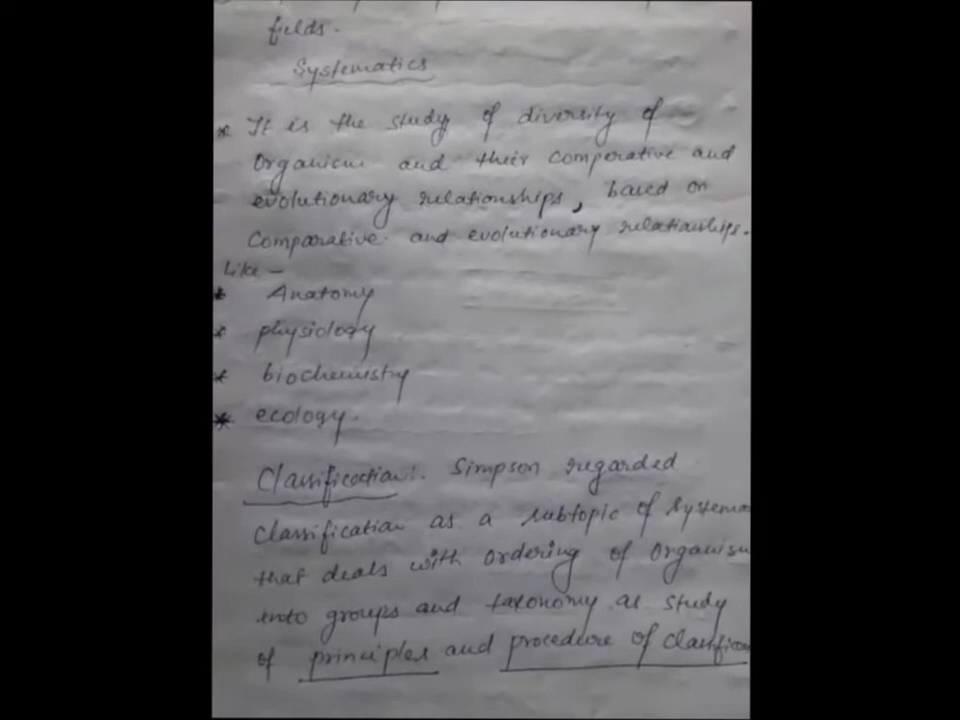 fields.
Systematics
* It is the study of diversity of
Organism and their comparative and
evolutionary relationships, based on
Comparative and evolutionary relationships.
Like -
* Anatomy
* physiology
* biochemistry
* ecology.
Classification:. Simpson regarded
Classification as a subtopic of systema
that deals with ordering of Organism
into groups and taxonomy as study
of principles and procedure of classifica